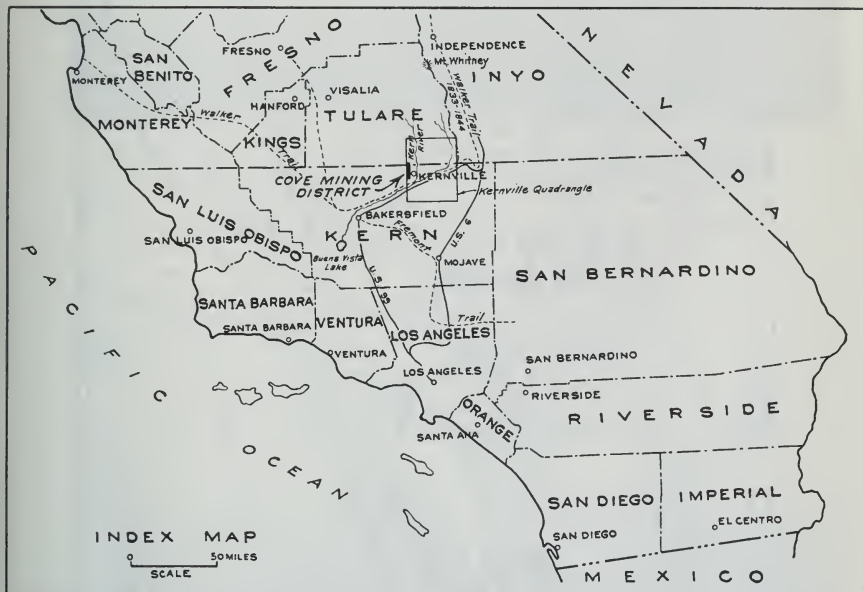 NEVADA
INDEPENDENCE
Mt. Whitney
INYO
Walker Trail
1833-1844
FRESNO
FRESNO
SAN
BENITO
MONTEREY
MONTEREY
Walker
Trail
HANFORD
VISALIA
TULARE
KINGS
Kern
River
COVE MINING
DISTRICT
KERNVILLE
Kernville Quadrangle
BAKERSFIELD
SAN LUIS OBISPO
SAN LUIS OBISPO
KERN
Buena Vista
Lake
Fremont
Trail
U.S. 6
U.S. 99
MOJAVE
SAN BERNARDINO
SANTA BARBARA
SANTA BARBARA
VENTURA
VENTURA
LOS ANGELES
LOS ANGELES
SAN BERNARDINO
RIVERSIDE
RIVERSIDE
ORANGE
SANTA ANA
PACIFIC
OCEAN
SAN DIEGO
SAN DIEGO
IMPERIAL
EL CENTRO
INDEX MAP
0 50 MILES
SCALE
MEXICO